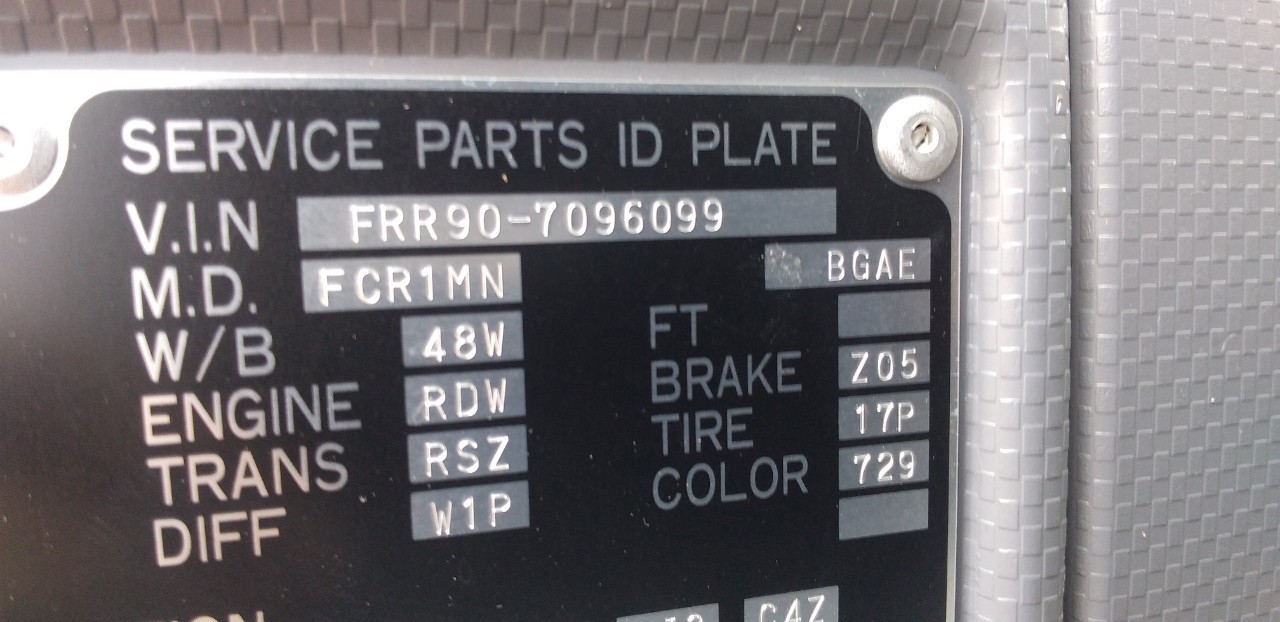 SERVICE PARTS ID PLATE
V.I.N FRR90-7096099
M.D. FCR1MN BGAE
W/B 48W FT
ENGINE RDW BRAKE Z05
TRANS RSZ TIRE 17P
DIFF W1P COLOR 729
C4Z